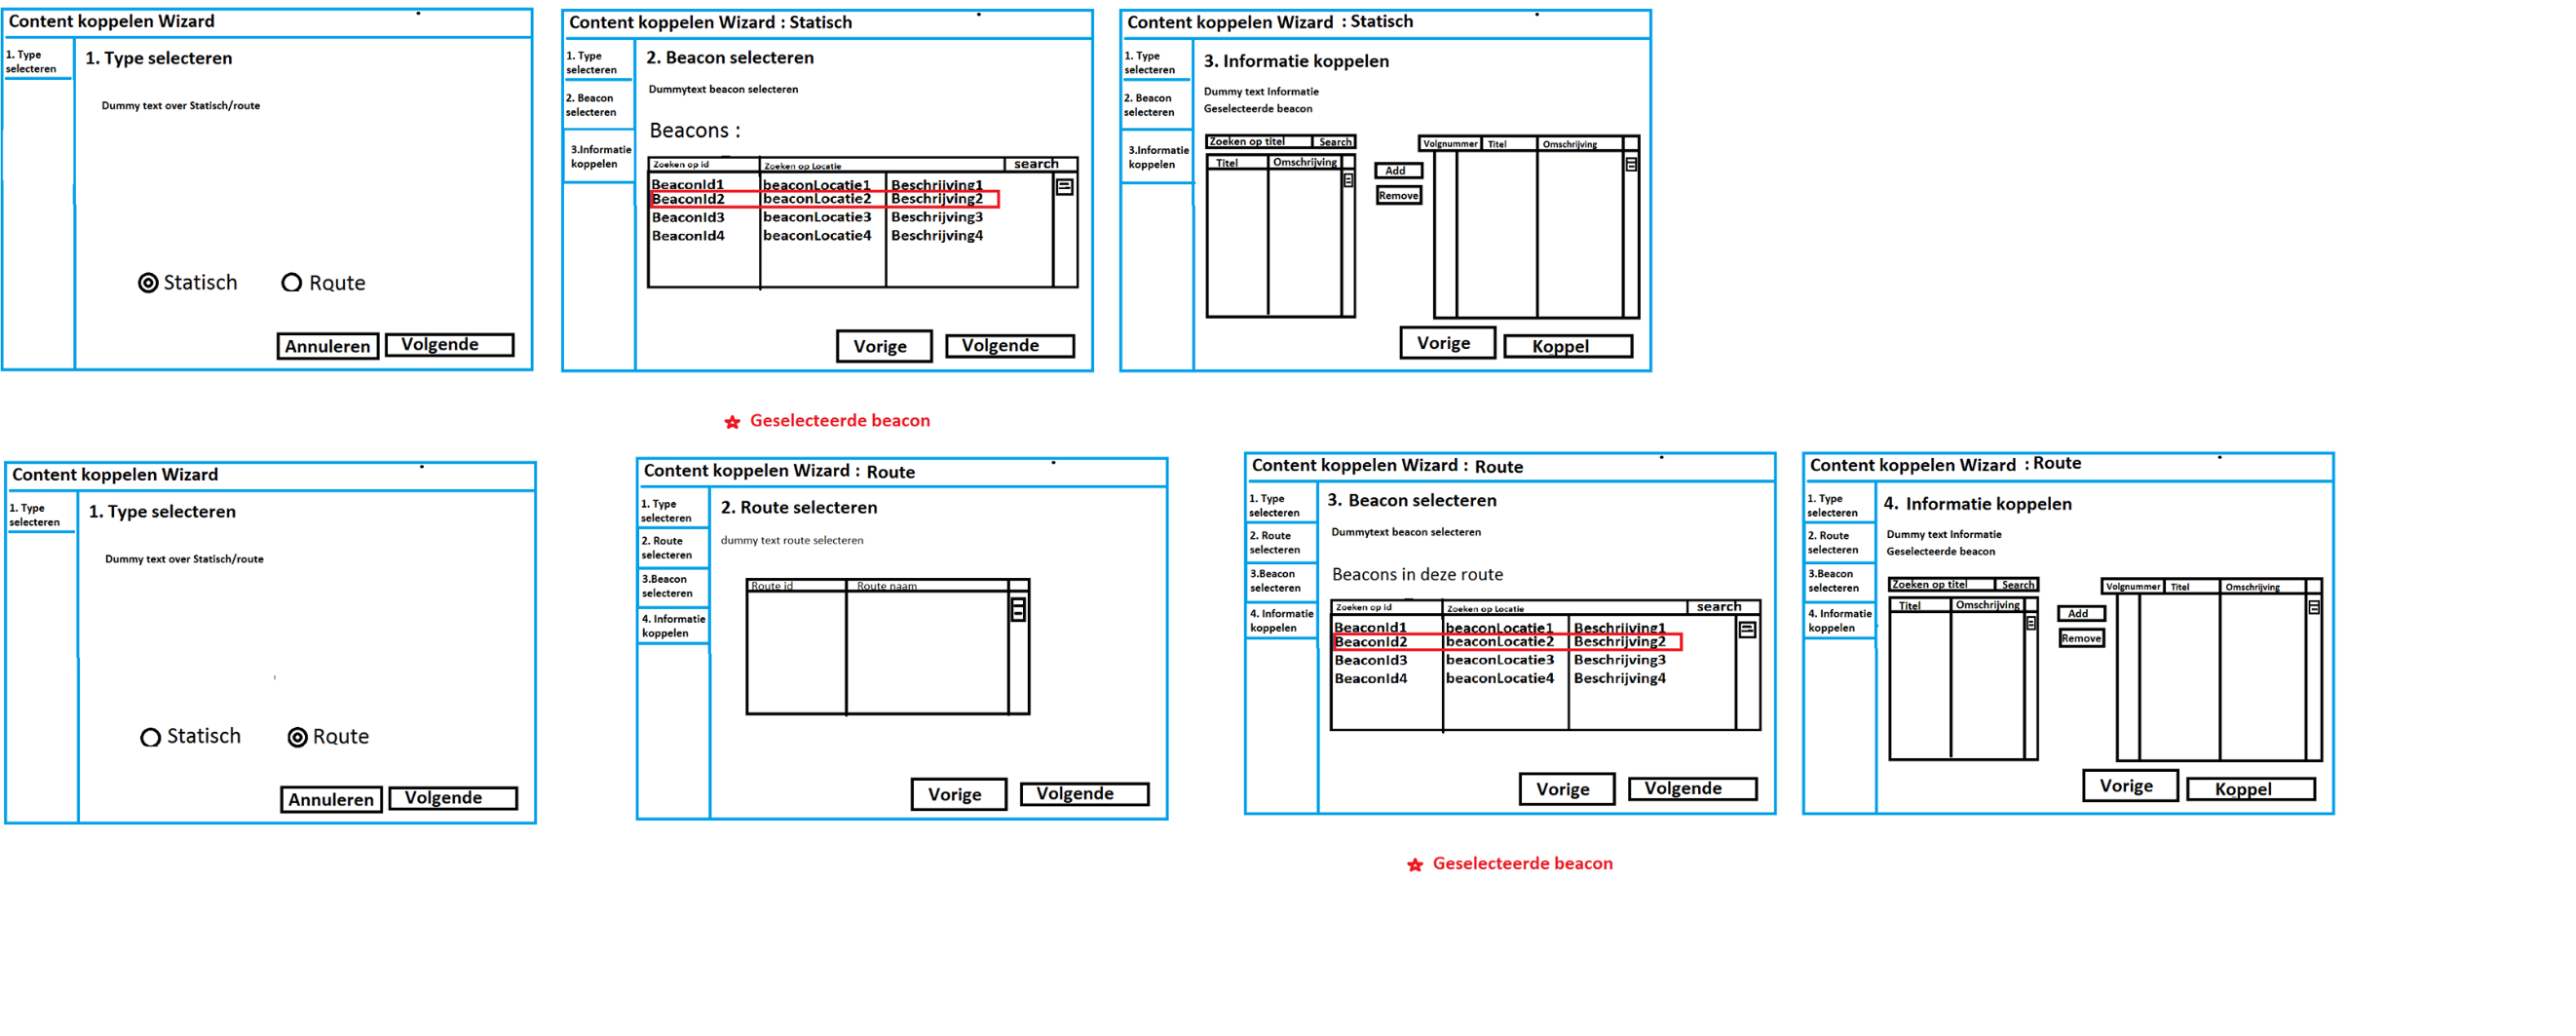 Content koppelen Wizard
1. Type
selecteren
1. Type selecteren
Dummy text over Statisch/route
Statisch
Route
Annuleren
Volgende
Content koppelen Wizard : Statisch
1. Type
selecteren
2. Beacon
selecteren
3.Informatie
koppelen
2. Beacon selecteren
Dummytext beacon selecteren
Beacons :
Zoeken op id
Zoeken op Locatie
search
BeaconId1 beaconLocatie1 Beschrijving1
BeaconId2 beaconLocatie2 Beschrijving2
BeaconId3 beaconLocatie3 Beschrijving3
BeaconId4 beaconLocatie4 Beschrijving4
Vorige
Volgende
Geselecteerde beacon
Content koppelen Wizard : Statisch
1. Type
selecteren
2. Beacon
selecteren
3.Informatie
koppelen
3. Informatie koppelen
Dummy text Informatie
Geselecteerde beacon
Zoeken op titel
Search
Titel
Omschrijving
Add
Remove
Volgnummer
Titel
Omschrijving
Vorige
Koppel
Content koppelen Wizard
1. Type
selecteren
1. Type selecteren
Dummy text over Statisch/route
Statisch
Route
Annuleren
Volgende
Content koppelen Wizard : Route
1. Type
selecteren
2. Route
selecteren
3.Beacon
selecteren
4. Informatie
koppelen
2. Route selecteren
dummy text route selecteren
Route id
Route naam
Vorige
Volgende
Content koppelen Wizard : Route
1. Type
selecteren
2. Route
selecteren
3.Beacon
selecteren
4. Informatie
koppelen
3. Beacon selecteren
Dummytext beacon selecteren
Beacons in deze route
Zoeken op id
Zoeken op Locatie
search
BeaconId1 beaconLocatie1 Beschrijving1
BeaconId2 beaconLocatie2 Beschrijving2
BeaconId3 beaconLocatie3 Beschrijving3
BeaconId4 beaconLocatie4 Beschrijving4
Vorige
Volgende
Geselecteerde beacon
Content koppelen Wizard : Route
1. Type
selecteren
2. Route
selecteren
3.Beacon
selecteren
4. Informatie
koppelen
4. Informatie koppelen
Dummy text Informatie
Geselecteerde beacon
Zoeken op titel
Search
Titel
Omschrijving
Add
Remove
Volgnummer
Titel
Omschrijving
Vorige
Koppel